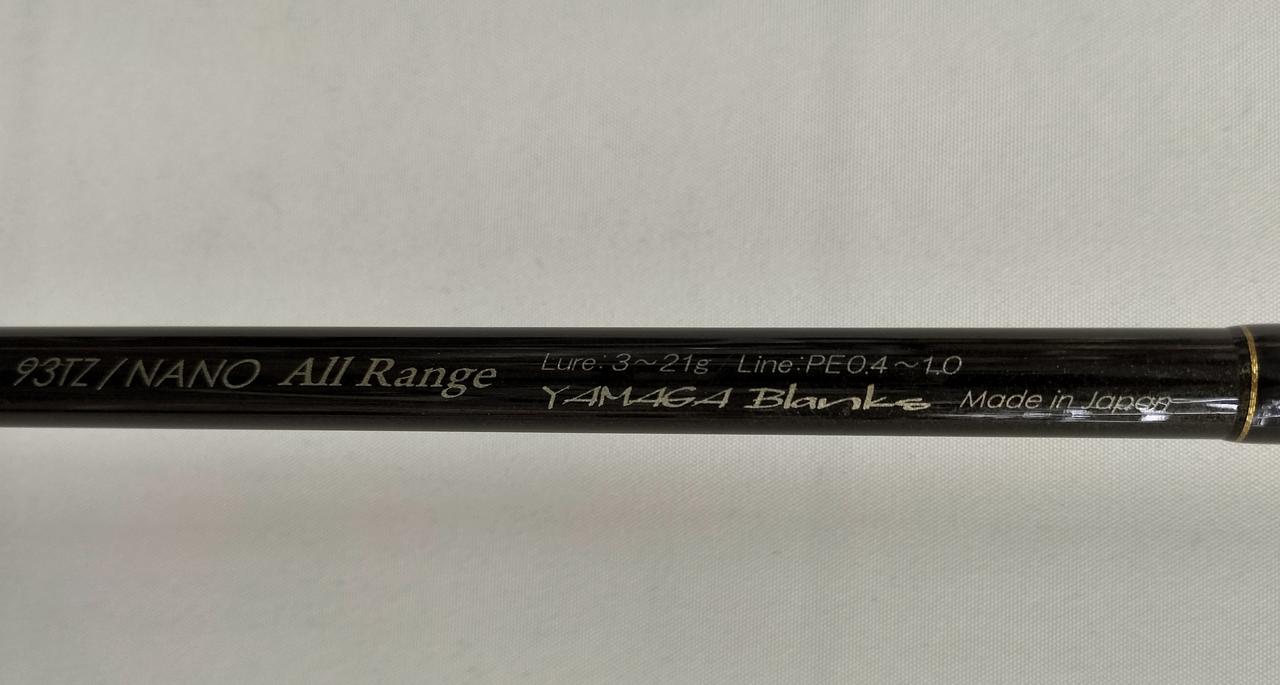 93TZ/NANO All Range
Lure:3~21g Line:PE0.4~1.0
YAMAGA Blanks Made in Japan